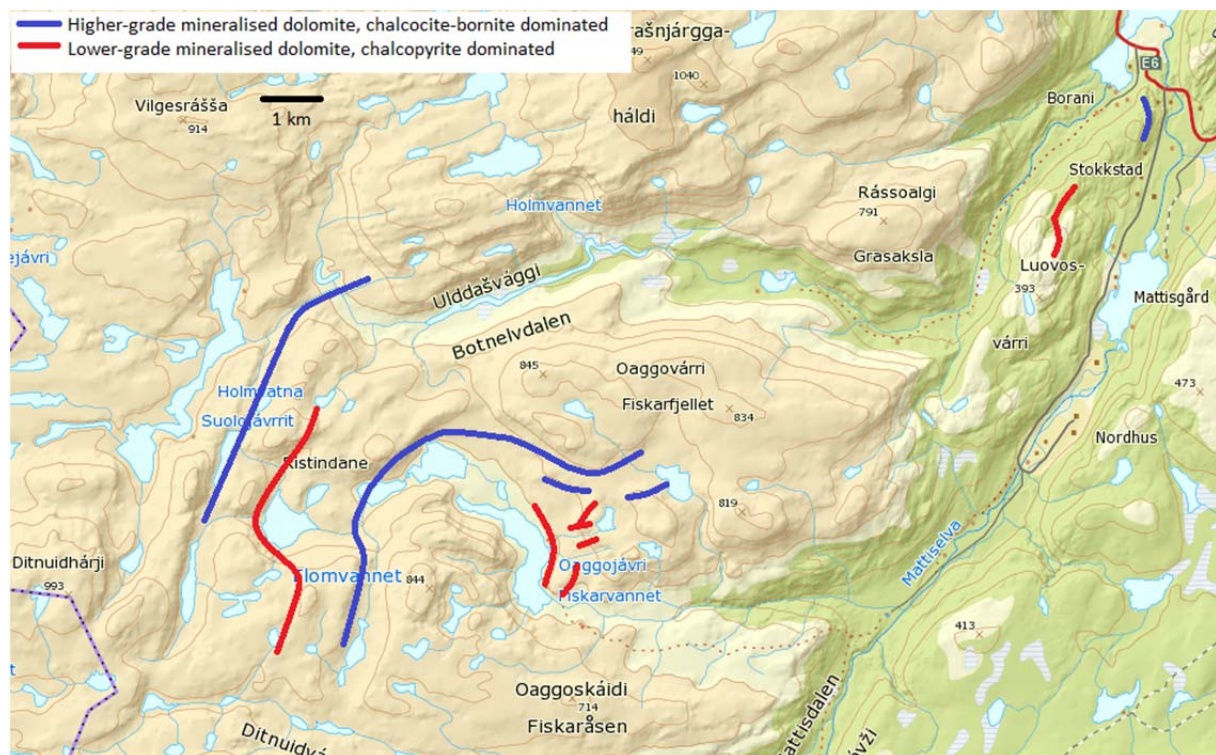 Higher-grade mineralised dolomite, chalcocite-bornite dominated
Lower-grade mineralised dolomite, chalcopyrite dominated
1 km
Vilgesrášša
914
1040
háldi
E6
Borani
Stokkstad
Rássoalgi
791
Grasaksla
Holmvannet
Ulddašvággi
Botnelvdalen
Luovos-
393
várri
Mattisgård
473
Nordhus
845
Oaggovárri
Fiskarfjellet
834
Holmvatna
Suolojávrrit
Ristindane
819
Ditnuidhárji
993
Flomvannet
844
Oaggojávri
Fiskarvannet
Mattiselva
413
Oaggoskáidi
714
Fiskaråsen
Mattisdalen